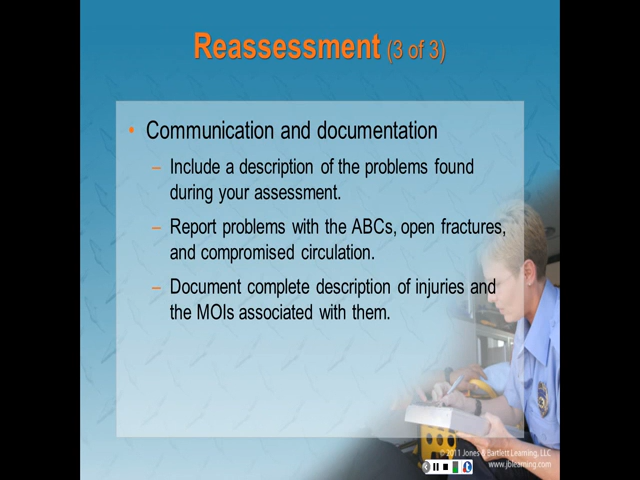 Reassessment (3 of 3)
• Communication and documentation
– Include a description of the problems found
during your assessment.
– Report problems with the ABCs, open fractures,
and compromised circulation.
– Document complete description of injuries and
the MOIs associated with them.
© 2011 Jones & Bartlett Learning, LLC
www.jblearning.com